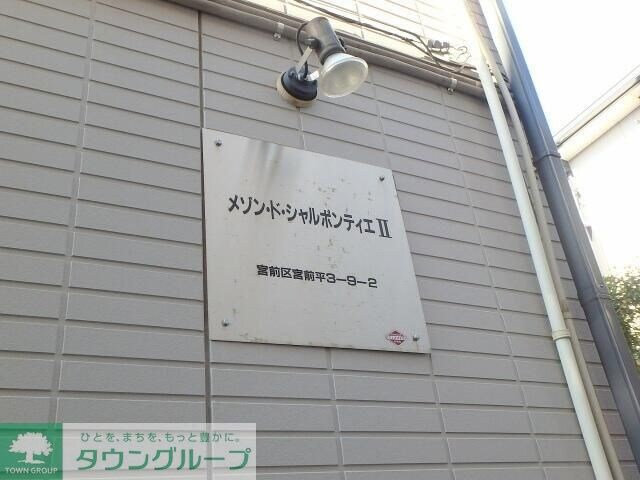 メゾン・ド・シャルボンティエⅡ
宮前区宮前平3-9-2
ひとを、まちを、もっと豊かに。
タウングループ
TOWN GROUP